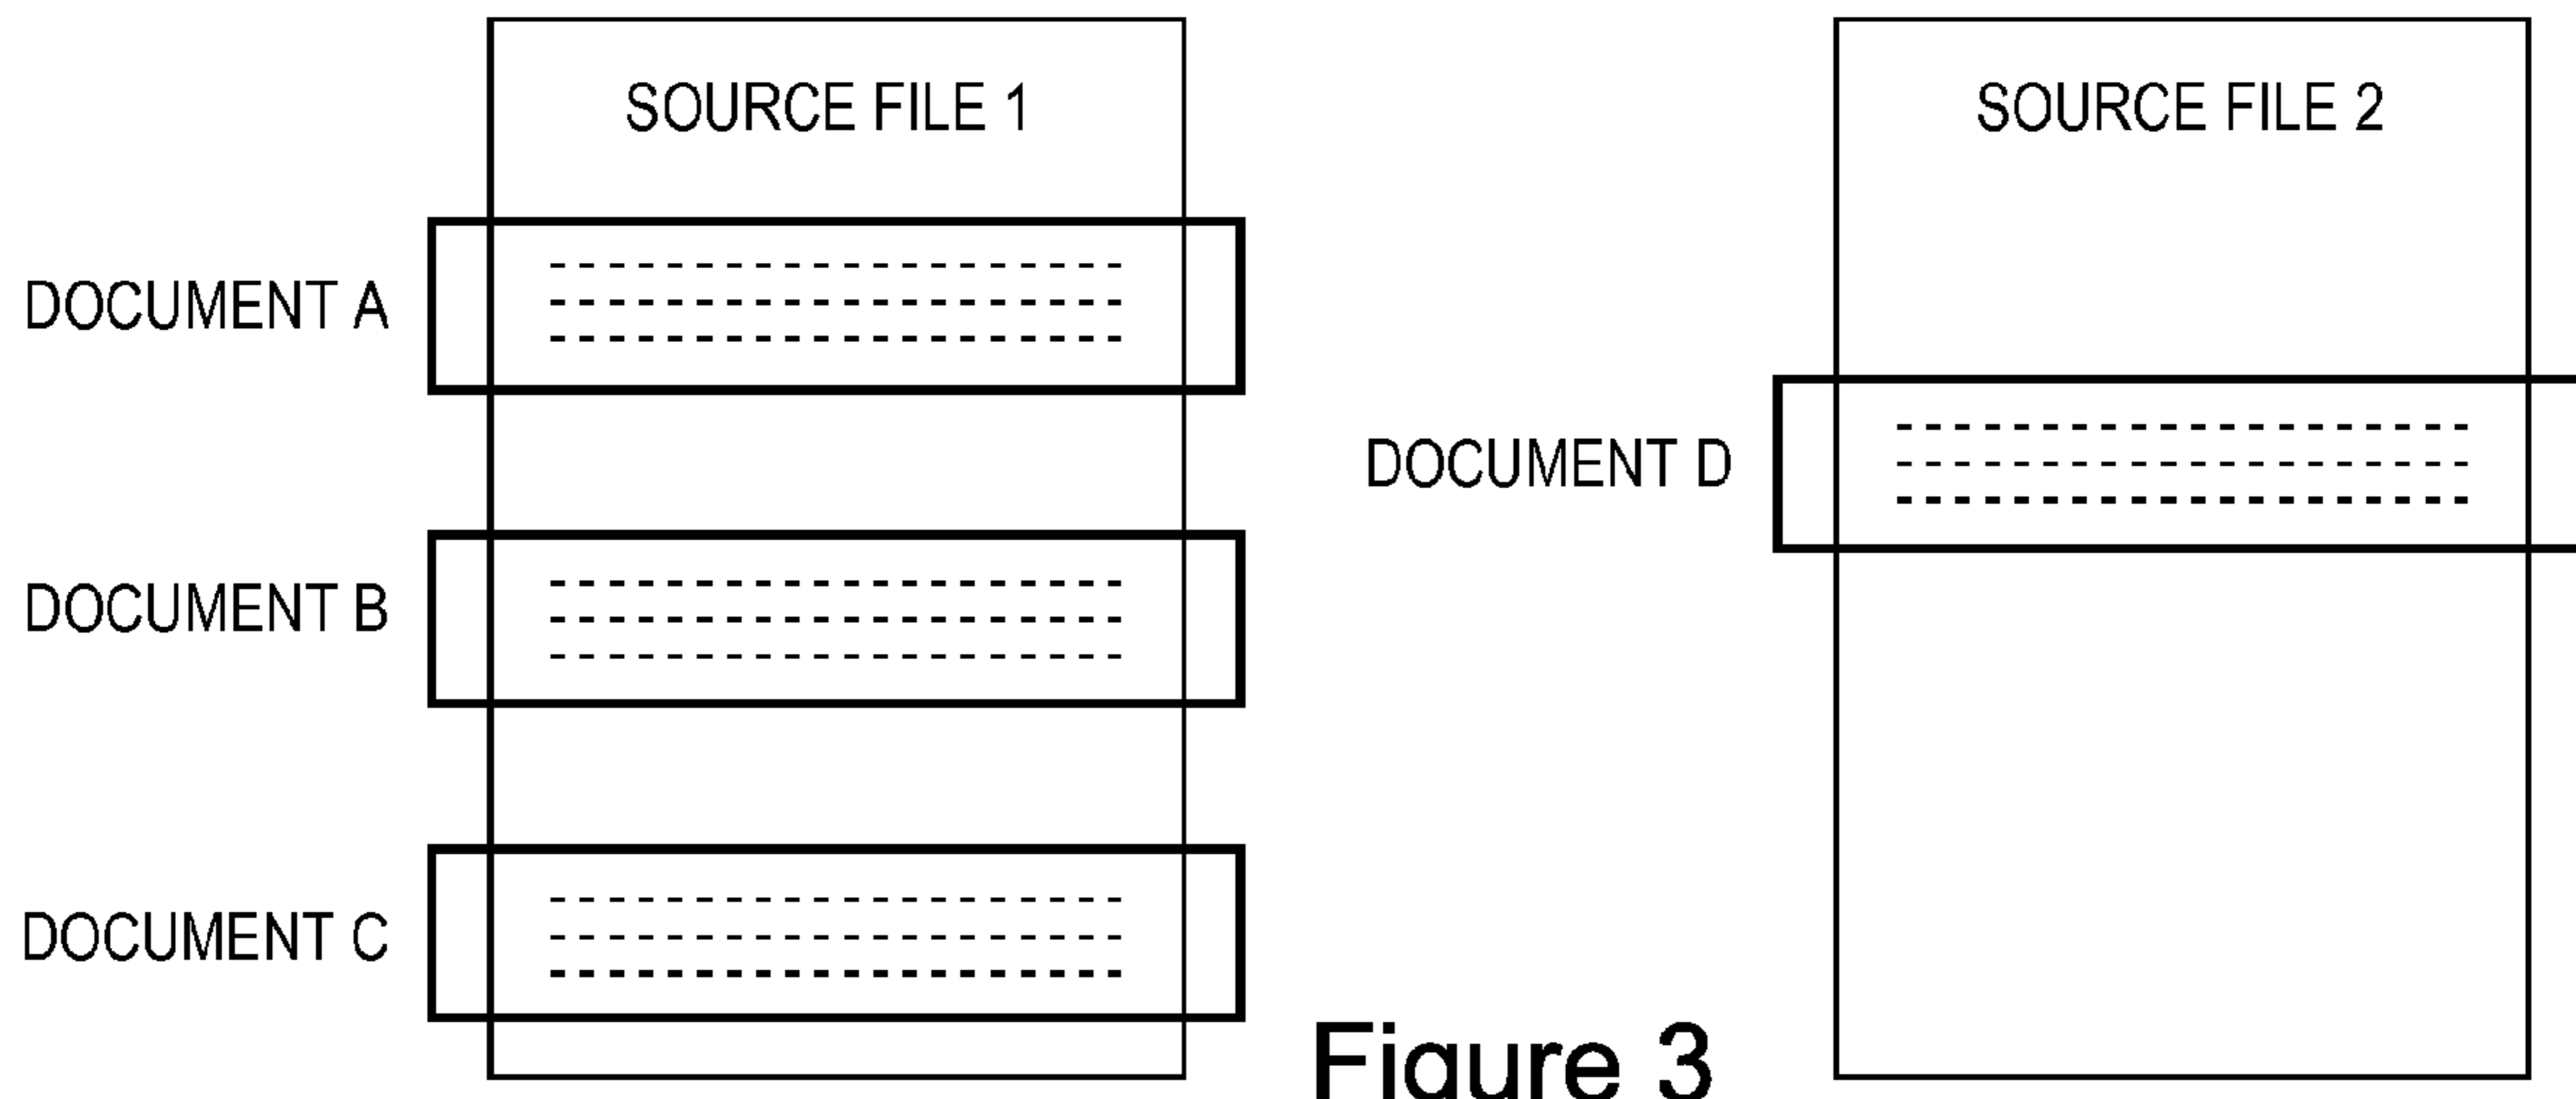 SOURCE FILE 1
DOCUMENT A
DOCUMENT B
DOCUMENT C
SOURCE FILE 2
DOCUMENT D
Figure 3